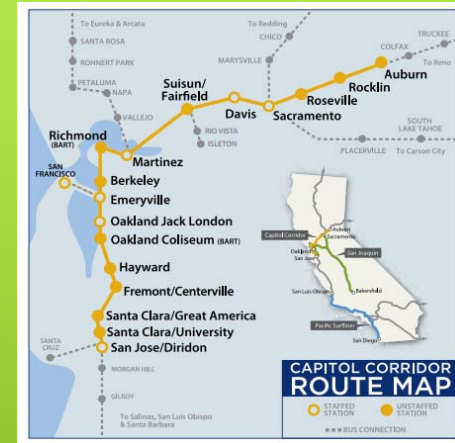 To Eureka & Arcata
SANTA ROSA
ROHNERT PARK
PETALUMA
NAPA
VALLEJO
To Redding
CHICO
MARYSVILLE
TRUCKEE
COLFAX
To Reno
Auburn
Rocklin
Roseville
Sacramento
Davis
Suisun/
Fairfield
RIO VISTA
ISLETON
SOUTH
LAKE TAHOE
PLACERVILLE
To Carson City
Richmond
(BART)
Martinez
SAN
FRANCISCO
Berkeley
Emeryville
Oakland Jack London
Oakland Coliseum (BART)
Hayward
Fremont/Centerville
Santa Clara/Great America
Santa Clara/University
San Jose/Diridon
SANTA
CRUZ
MORGAN HILL
GILROY
To Salinas, San Luis Obispo
& Santa Barbara
Capitol Corridor
Auburn
Sacramento
Oakland
San Jose
San Joaquin
San Luis Obispo
Bakersfield
Pacific Surfliner
San Diego
CAPITOL CORRIDOR
ROUTE MAP
STAFFED
STATION
UNSTAFFED
STATION
BUS CONNECTION